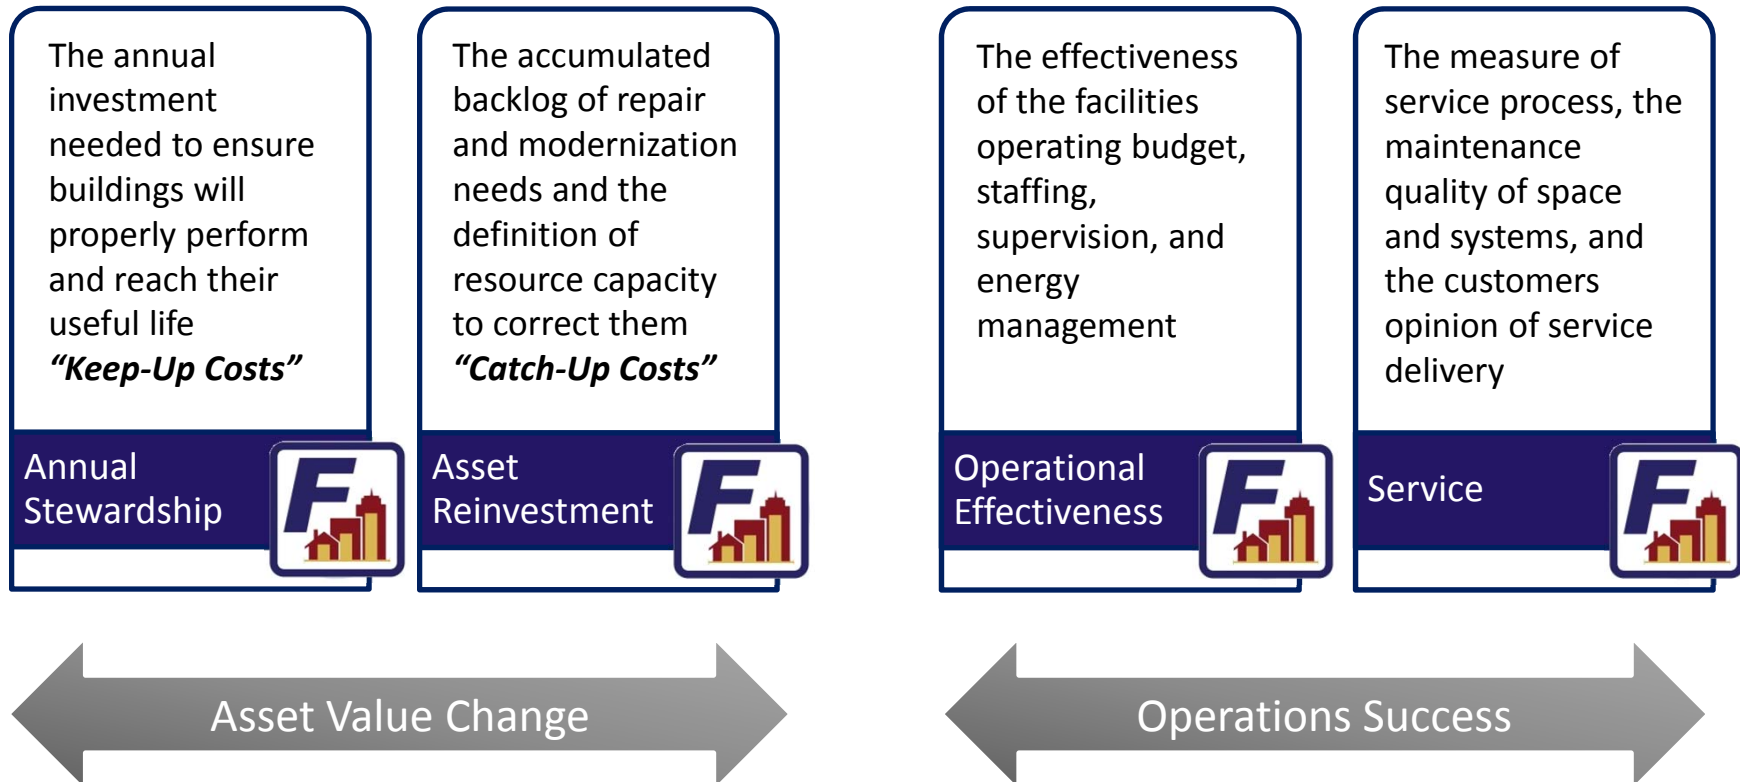 The annual
investment
needed to ensure
buildings will
properly perform
and reach their
useful life
“Keep-Up Costs”
Annual
Stewardship
F
The accumulated
backlog of repair
and modernization
needs and the
definition of
resource capacity
to correct them
“Catch-Up Costs”
Asset
Reinvestment
F
The effectiveness
of the facilities
operating budget,
staffing,
supervision, and
energy
management
Operational
Effectiveness
F
The measure of
service process, the
maintenance
quality of space
and systems, and
the customers
opinion of service
delivery
Service
F
Asset Value Change
Operations Success